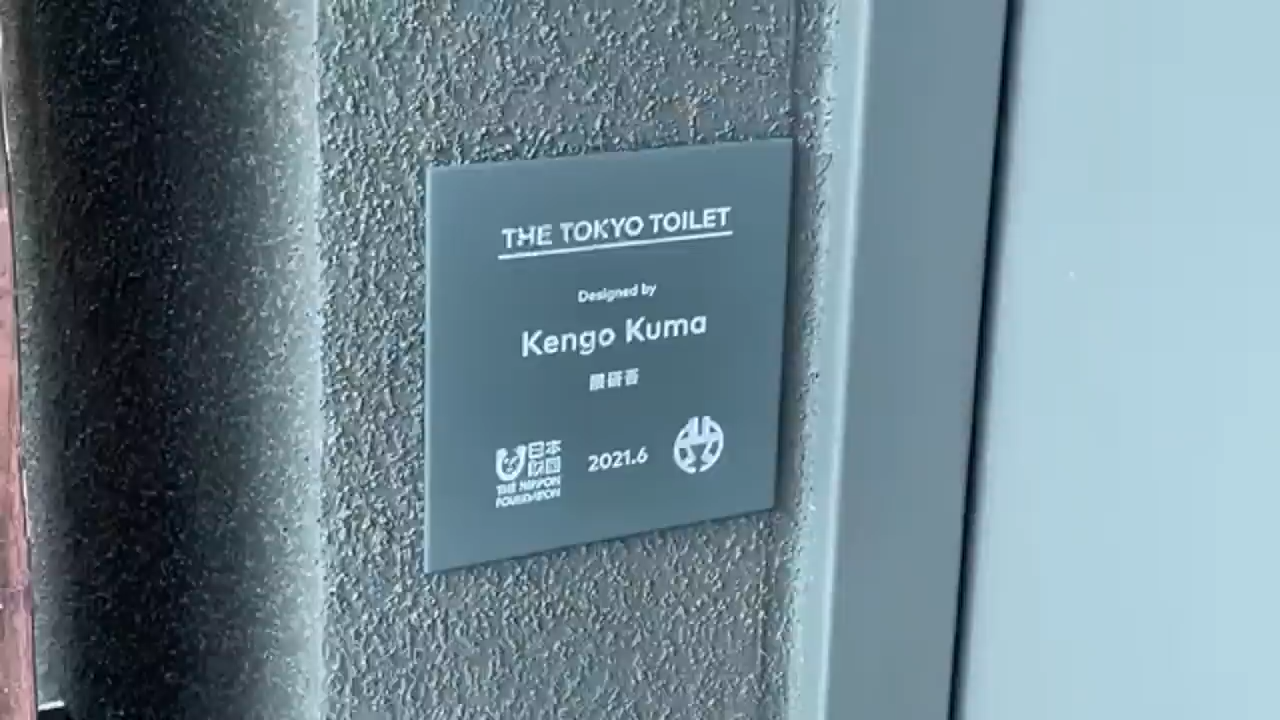 THE TOKYO TOILET
Designed by
Kengo Kuma
隈研吾
日本
財団
THE NIPPON
FOUNDATION
2021.6